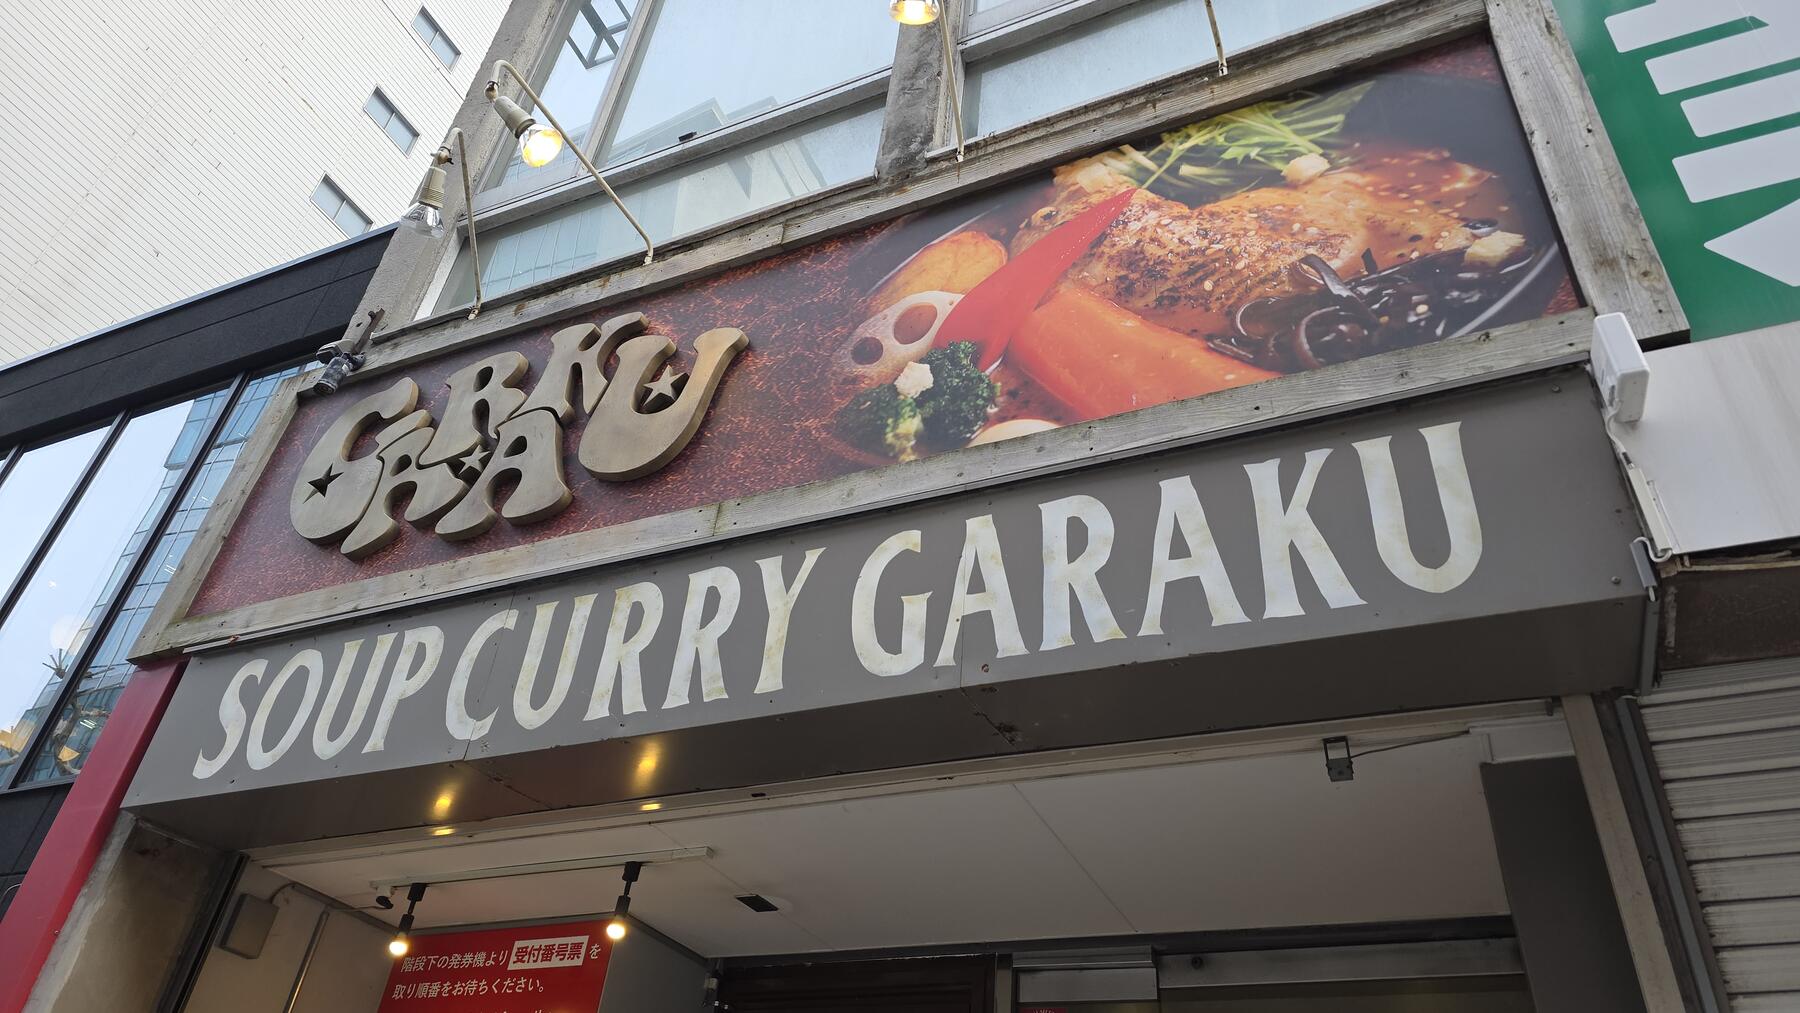 GARAKU
SOUP CURRY GARAKU
階段下の発券機より 受付番号票 を
取り順番をお待ちください。